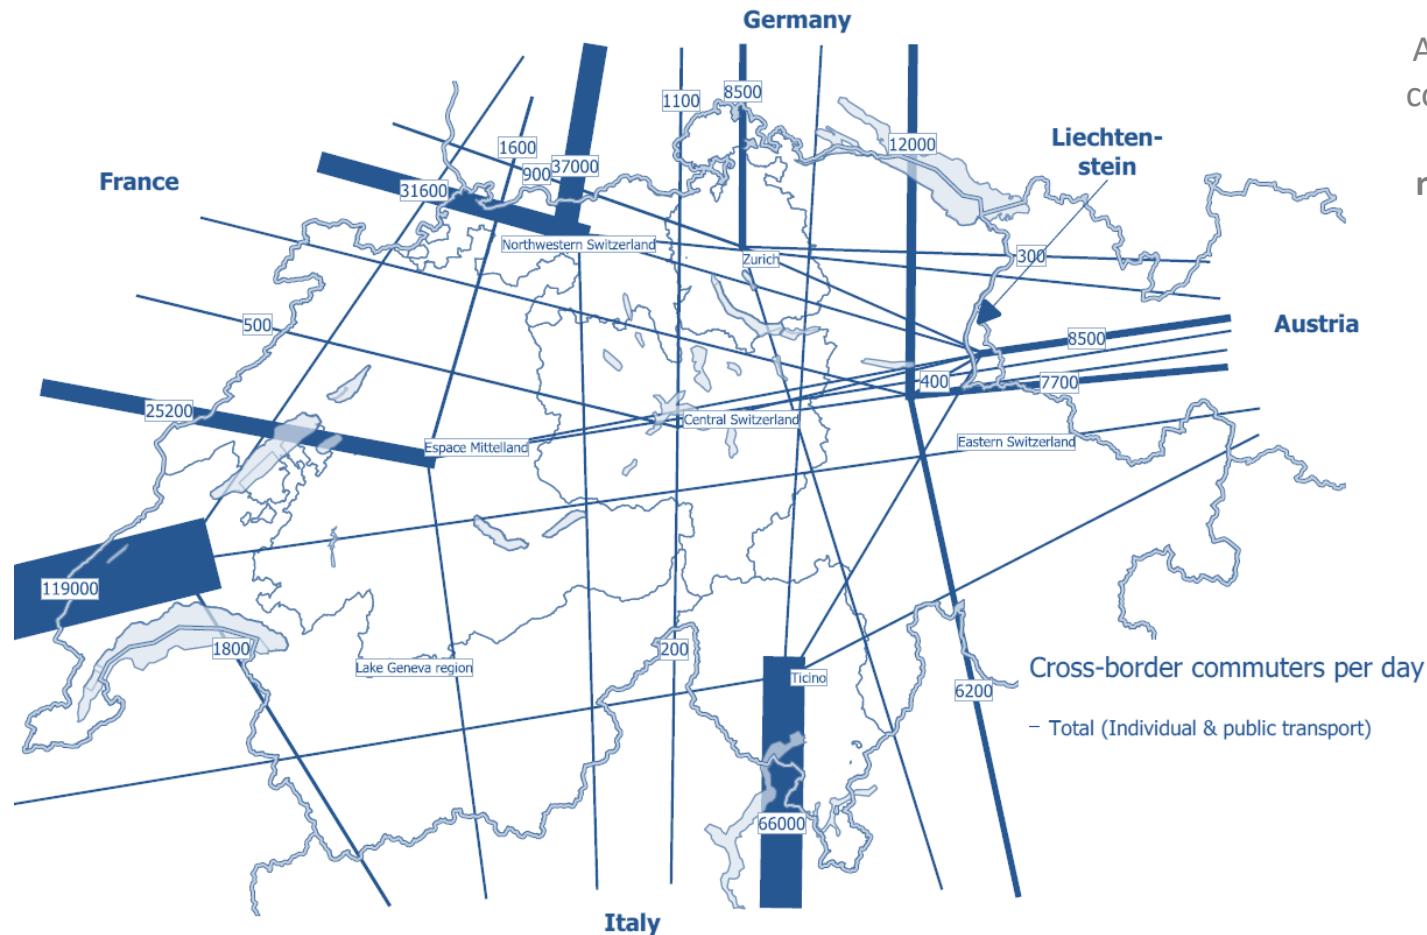 Germany
A
co
r
1100
8500
12000
Liechten-
stein
1600
900
37000
France
31600
Northwestern Switzerland
Zurich
300
500
Austria
8500
400
7700
25200
Espace Mittelland
Central Switzerland
Eastern Switzerland
119000
1800
200
Lake Geneva region
Ticino
6200
Cross-border commuters per day
– Total (Individual & public transport)
66000
Italy